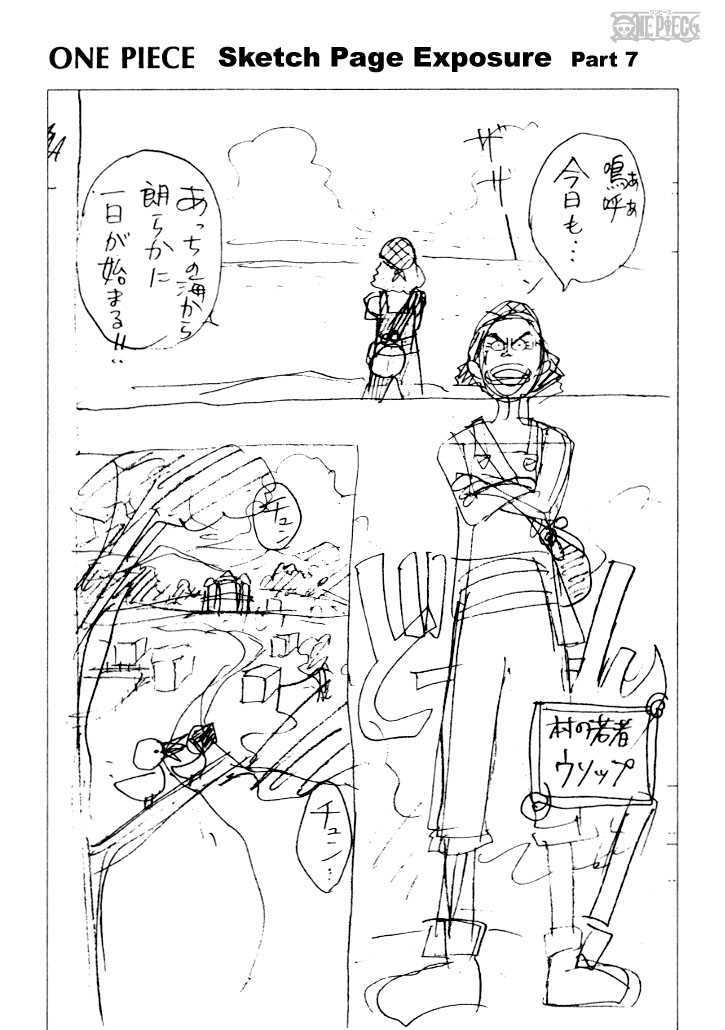 ONE PIECE
ONE PIECE Sketch Page Exposure Part 7
嗚呼
ああ
今日も…
ザザ
ン
あっちの海から
朗らかに
一日が始まる!!
チュン
どーん
村の若者
ウソップ
チュン…